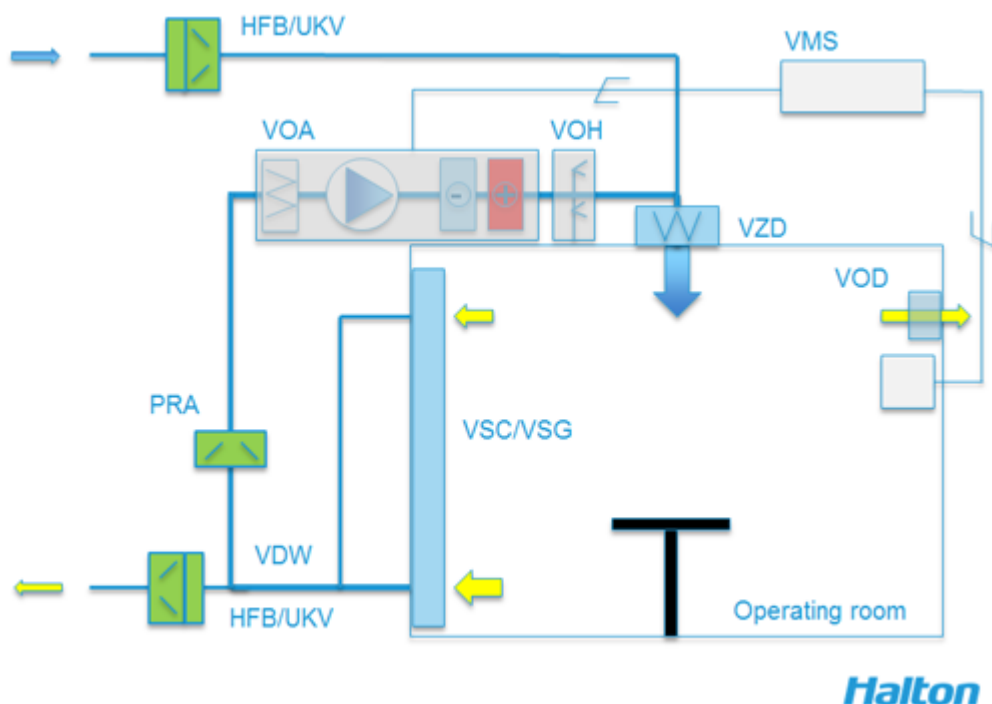 HFB/UKV
VMS
VOA
VOH
VZD
VOD
PRA
VSC/VSG
VDW
HFB/UKV
Operating room
Halton